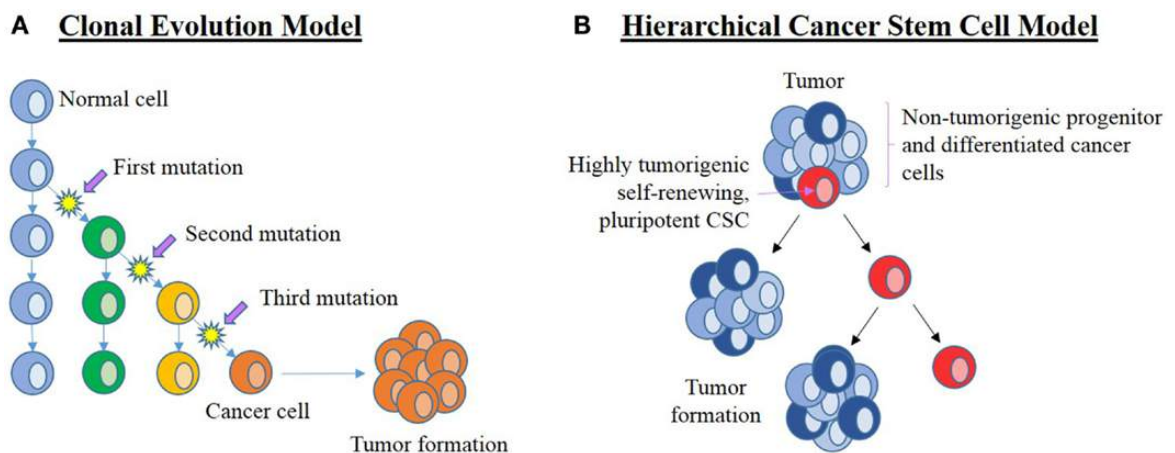 A Clonal Evolution Model
Normal cell
First mutation
Second mutation
Third mutation
Cancer cell
Tumor formation
B Hierarchical Cancer Stem Cell Model
Tumor
Non-tumorigenic progenitor
and differentiated cancer
cells
Highly tumorigenic
self-renewing,
pluripotent CSC
Tumor
formation